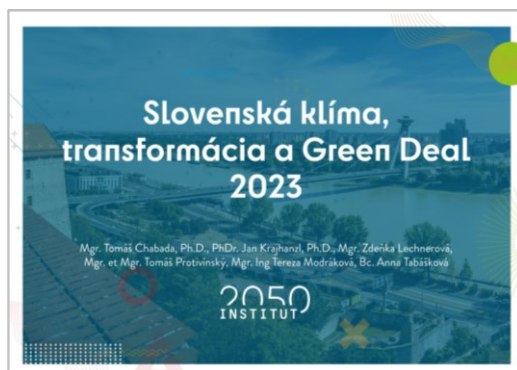 Slovenská klíma,
transformácia a Green Deal
2023
Mgr. Tomáš Chabada, Ph.D., PhDr. Jan Krajhanzl, Ph.D., Mgr. Zdeňka Lechnerová,
Mgr. et Mgr. Tomáš Protivínský, Mgr. Ing Tereza Modráková, Bc. Anna Tabášková
2050
INSTITUT